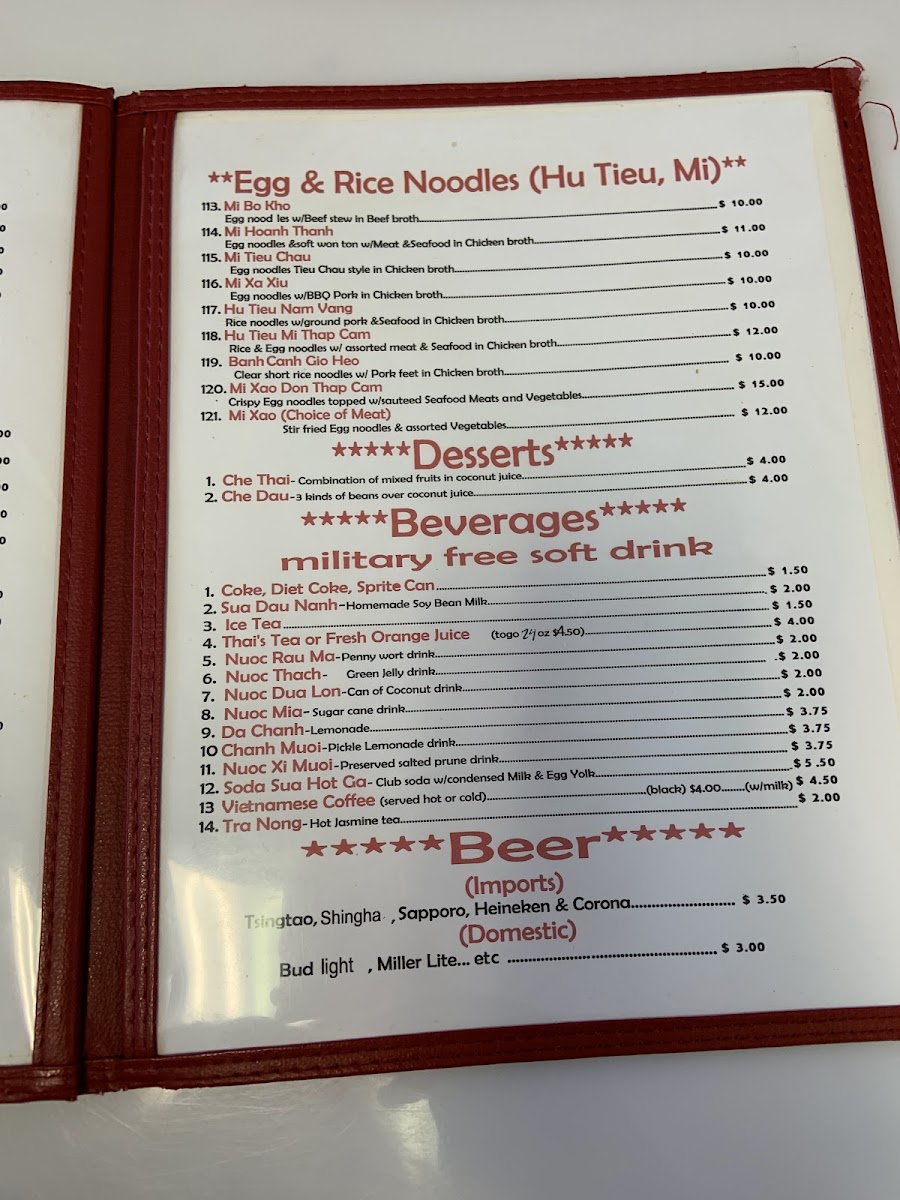 **Egg & Rice Noodles (Hu Tieu, Mi)**
113. Mi Bo Kho
Egg nood les w/Beef stew in Beef broth.....$ 10.00
114. Mi Hoanh Thanh
Egg noodles &soft won ton w/Meat &Seafood in Chicken broth.....$ 11.00
115. Mi Tieu Chau
Egg noodles Tieu Chau style in Chicken broth.....$ 10.00
116. Mi Xa Xiu
Egg noodles w/BBQ Pork in Chicken broth.....$ 10.00
117. Hu Tieu Nam Vang
Rice noodles w/ground pork &Seafood in Chicken broth.....$ 10.00
118. Hu Tieu Mi Thap Cam
Rice & Egg noodles w/ assorted meat & Seafood in Chicken broth.....$ 12.00
119. Banh Canh Gio Heo
Clear short rice noodles w/ Pork feet in Chicken broth..... $ 10.00
120. Mi Xao Don Thap Cam
Crispy Egg noodles topped w/sauteed Seafood Meats and Vegetables..... $ 15.00
121. Mi Xao (Choice of Meat)
Stir fried Egg noodles & assorted Vegetables..... $ 12.00
*****Desserts*****
1. Che Thai- Combination of mixed fruits in coconut juice.....$ 4.00
2. Che Dau-3 kinds of beans over coconut juice.....$ 4.00
*****Beverages*****
military free soft drink
1. Coke, Diet Coke, Sprite Can.....$ 1.50
2. Sua Dau Nanh-Homemade Soy Bean Milk.....$ 2.00
3. Ice Tea.....$ 1.50
4. Thai's Tea or Fresh Orange Juice (togo 24oz $4.50).....$ 4.00
5. Nuoc Rau Ma-Penny wort drink.....$ 2.00
6. Nuoc Thach- Green Jelly drink.....$ 2.00
7. Nuoc Dua Lon-Can of Coconut drink.....$ 2.00
8. Nuoc Mia- Sugar cane drink.....$ 2.00
9. Da Chanh-Lemonade.....$ 3.75
10 Chanh Muoi-Pickle Lemonade drink.....$ 3.75
11. Nuoc Xi Muoi-Preserved salted prune drink.....$ 3.75
12. Soda Sua Hot Ga- Club soda w/condensed Milk & Egg Yolk.....$ 5 .50
13 Vietnamese Coffee (served hot or cold).....(black) $4.00.......(w/milk) $ 4.50
14. Tra Nong-Hot Jasmine tea.....$ 2.00
*****Beer*****
(Imports)
Tsingtao, Shingha , Sapporo, Heineken & Corona..... $ 3.50
(Domestic)
Bud light , Miller Lite... etc .....$ 3.00